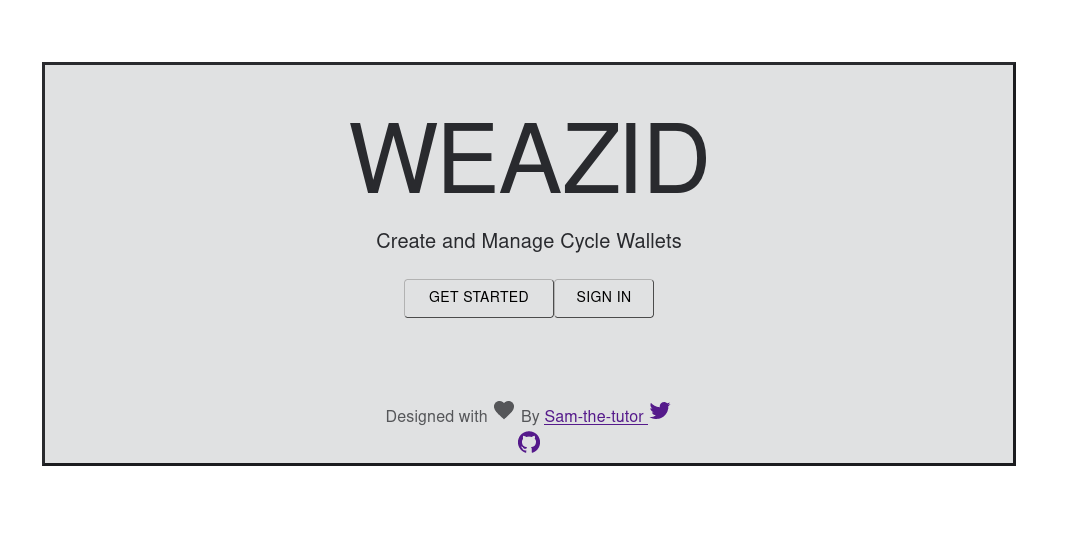 WEAZID
Create and Manage Cycle Wallets
GET STARTED SIGN IN
Designed with By Sam-the-tutor